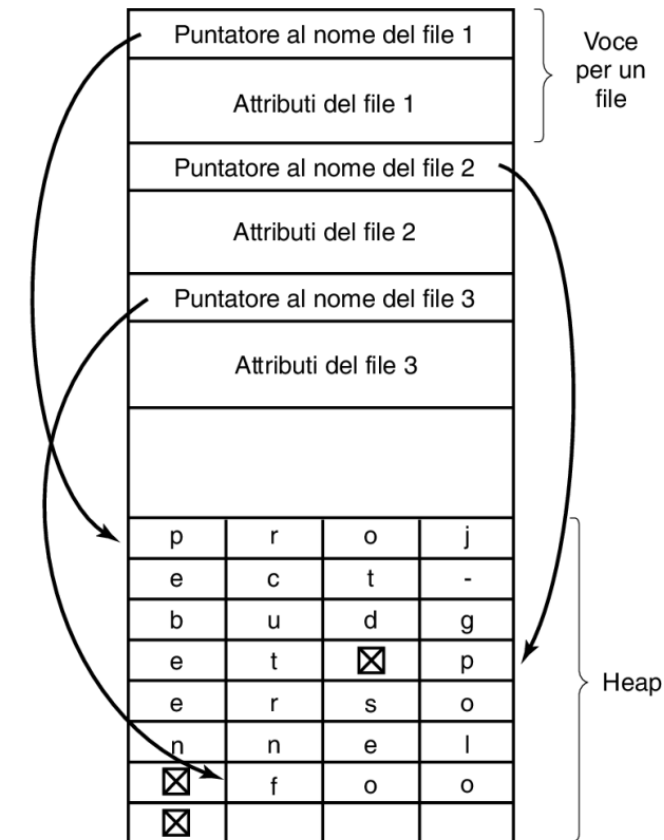 Puntatore al nome del file 1
Voce
per un
file
Attributi del file 1
Puntatore al nome del file 2
Attributi del file 2
Puntatore al nome del file 3
Attributi del file 3
p r o j
e c t -
b u d g
e t ☒ p
e r s o
n n e l
☒ f o o
☒
Heap